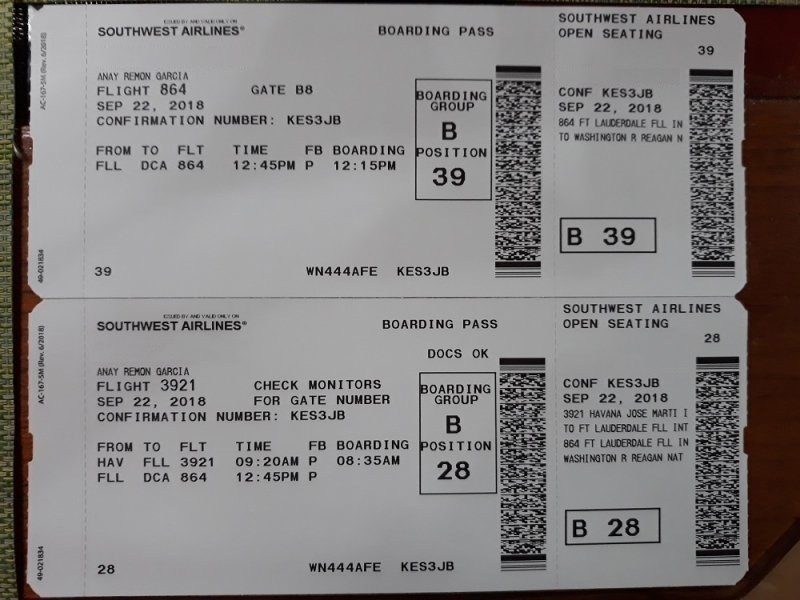 ISSUED BY AND VALID ONLY ON
SOUTHWEST AIRLINES®
BOARDING PASS
ANAY REMON GARCIA
FLIGHT 864 GATE B8
SEP 22, 2018
CONFIRMATION NUMBER: KES3JB
FROM TO FLT TIME FB BOARDING
FLL DCA 864 12:45PM P 12:15PM
BOARDING
GROUP
B
POSITION
39
39 WN444AFE KES3JB
AC-167-5M (Rev. 6/2018)
49-021834
SOUTHWEST AIRLINES
OPEN SEATING
39
CONF KES3JB
SEP 22, 2018
864 FT LAUDERDALE FLL IN
TO WASHINGTON R REAGAN N
B 39
ISSUED BY AND VALID ONLY ON
SOUTHWEST AIRLINES®
BOARDING PASS
DOCS OK
ANAY REMON GARCIA
FLIGHT 3921 CHECK MONITORS
SEP 22, 2018 FOR GATE NUMBER
CONFIRMATION NUMBER: KES3JB
FROM TO FLT TIME FB BOARDING
HAV FLL 3921 09:20AM P 08:35AM
FLL DCA 864 12:45PM P
BOARDING
GROUP
B
POSITION
28
28 WN444AFE KES3JB
AC-167-5M (Rev. 6/2018)
49-021834
SOUTHWEST AIRLINES
OPEN SEATING
28
CONF KES3JB
SEP 22, 2018
3921 HAVANA JOSE MARTI I
TO FT LAUDERDALE FLL INT
864 FT LAUDERDALE FLL IN
WASHINGTON R REAGAN NAT
B 28